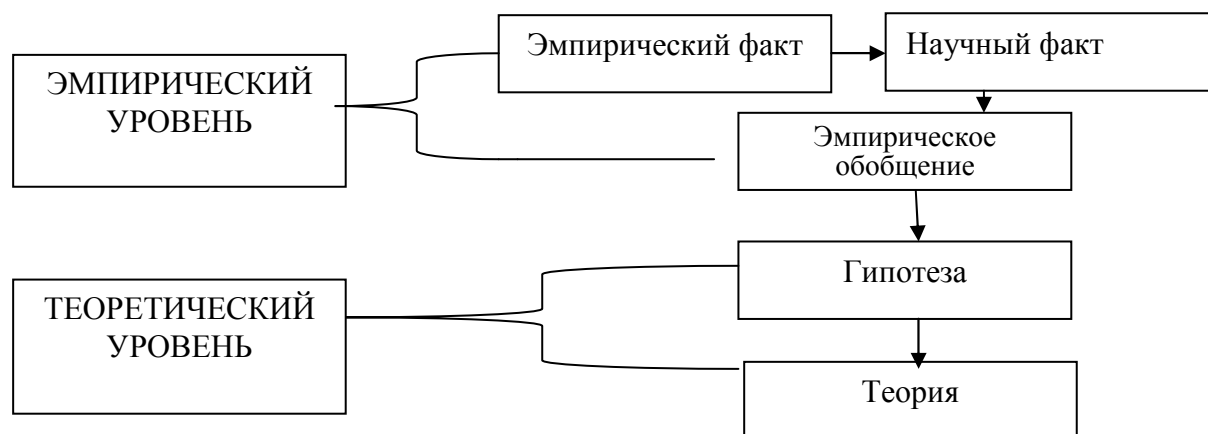 Эмпирический факт
Научный факт
ЭМПИРИЧЕСКИЙ
УРОВЕНЬ
Эмпирическое
обобщение
Гипотеза
ТЕОРЕТИЧЕСКИЙ
УРОВЕНЬ
Теория